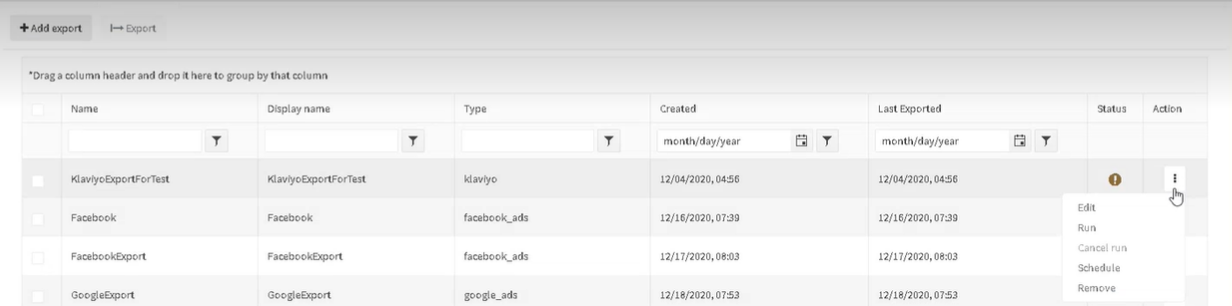 +Add export
Export
*Drag a column header and drop it here to group by that column
Name Display name Type Created Last Exported Status Action
month/day/year month/day/year
KlaviyoExportForTest KlaviyoExportForTest klaviyo 12/04/2020, 04:56 12/04/2020, 04:56
Facebook Facebook facebook_ads 12/16/2020, 07:39 12/16/2020, 07:39
FacebookExport FacebookExport facebook_ads 12/17/2020, 08:03 12/17/2020, 08:03
GoogleExport GoogleExport google_ads 12/18/2020, 07:53 12/18/2020, 07:53
Edit
Run
Cancel run
Schedule
Remove